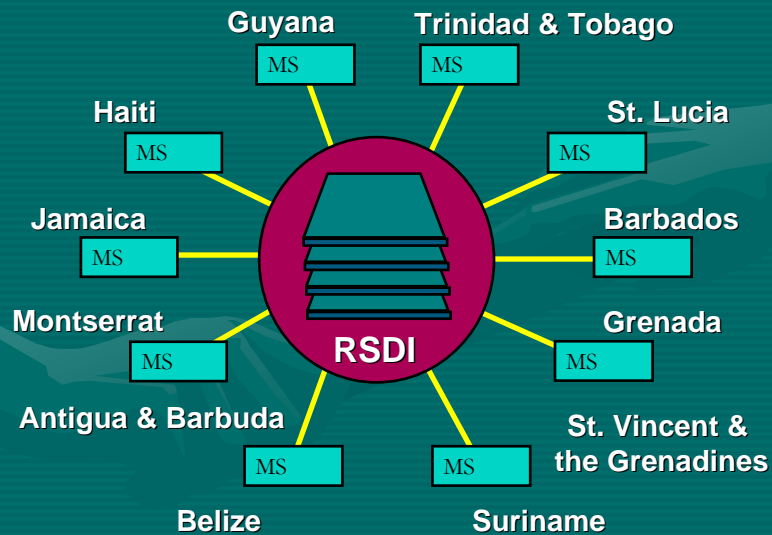 Guyana
Trinidad & Tobago
MS
MS
Haiti
St. Lucia
MS
MS
Jamaica
Barbados
MS
MS
Montserrat
Grenada
RSDI
MS
MS
Antigua & Barbuda
St. Vincent &
the Grenadines
MS
MS
Belize
Suriname